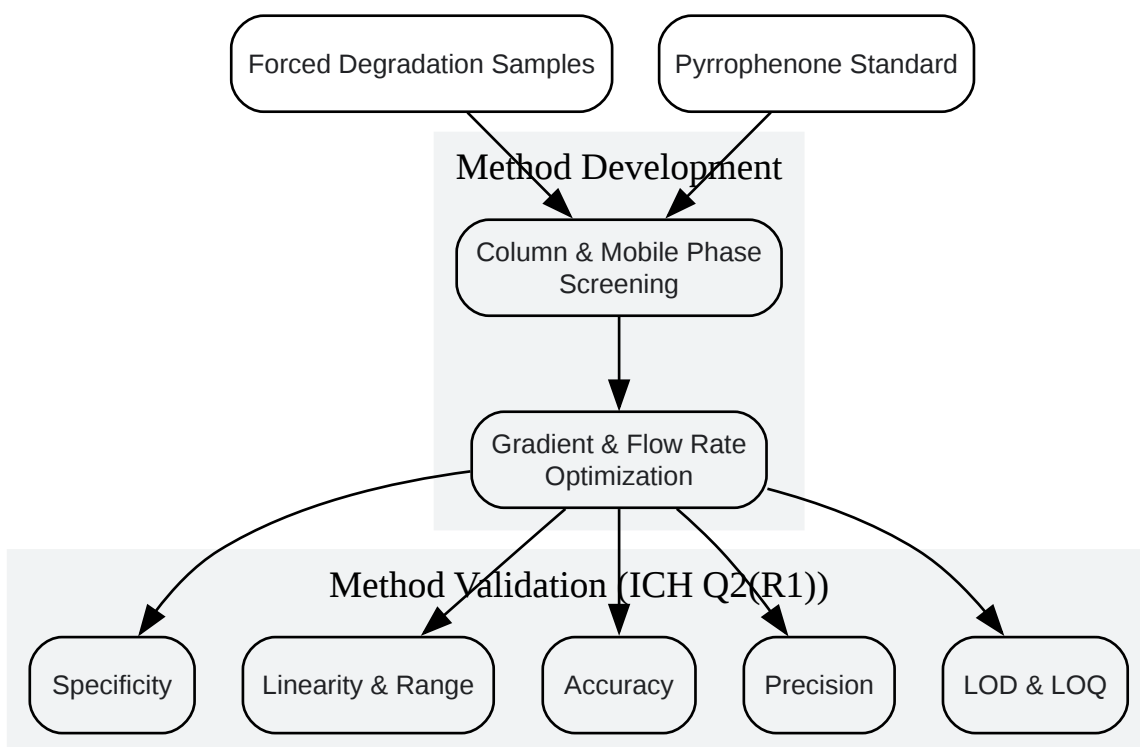 Forced Degradation Samples
Pyrrophenone Standard
Method Development
Column & Mobile Phase
Screening
Gradient & Flow Rate
Optimization
Method Validation (ICH Q2(R1))
Specificity
Linearity & Range
Accuracy
Precision
LOD & LOQ